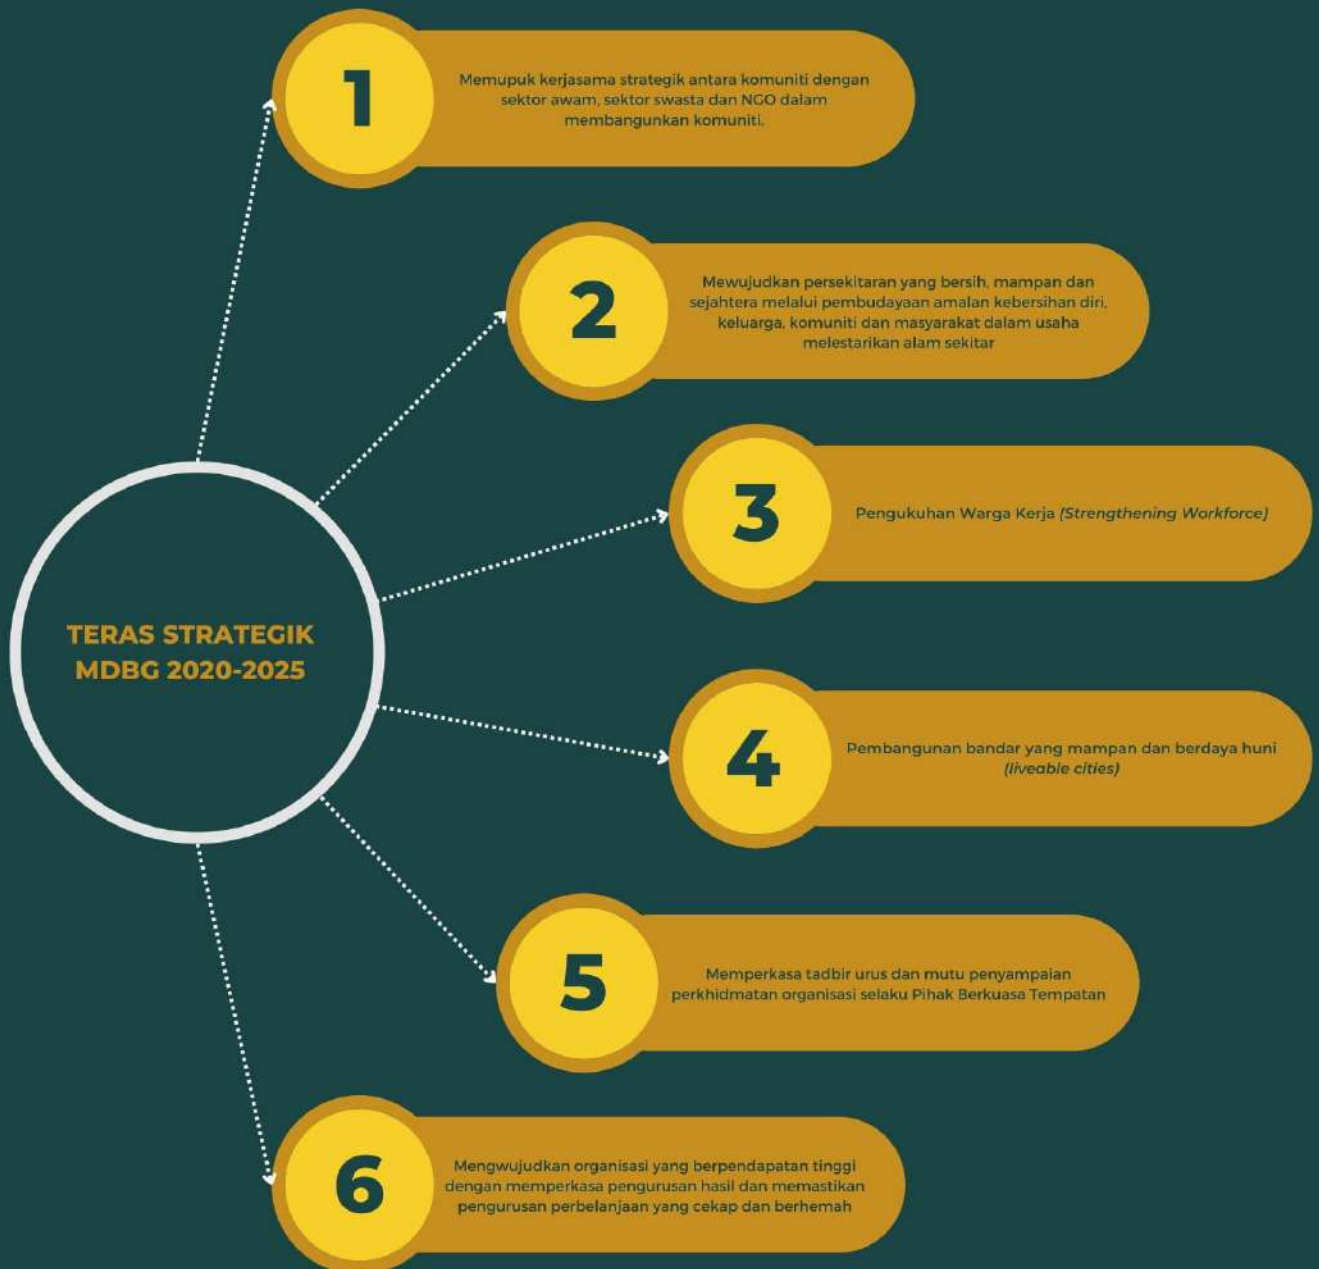 1
Memupuk kerjasama strategik antara komuniti dengan
sektor awam, sektor swasta dan NGO dalam
membangunkan komuniti.
2
Mewujudkan persekitaran yang bersih, mampan dan
sejahtera melalui pembudayaan amalan kebersihan diri,
keluarga, komuniti dan masyarakat dalam usaha
melestarikan alam sekitar
3
Pengukuhan Warga Kerja (Strengthening Workforce)
TERAS STRATEGIK
MDBG 2020-2025
4
Pembangunan bandar yang mampan dan berdaya huni
(liveable cities)
5
Memperkasa tadbir urus dan mutu penyampaian
perkhidmatan organisasi selaku Pihak Berkuasa Tempatan
6
Mengwujudkan organisasi yang berpendapatan tinggi
dengan memperkasa pengurusan hasil dan memastikan
pengurusan perbelanjaan yang cekap dan berhemah